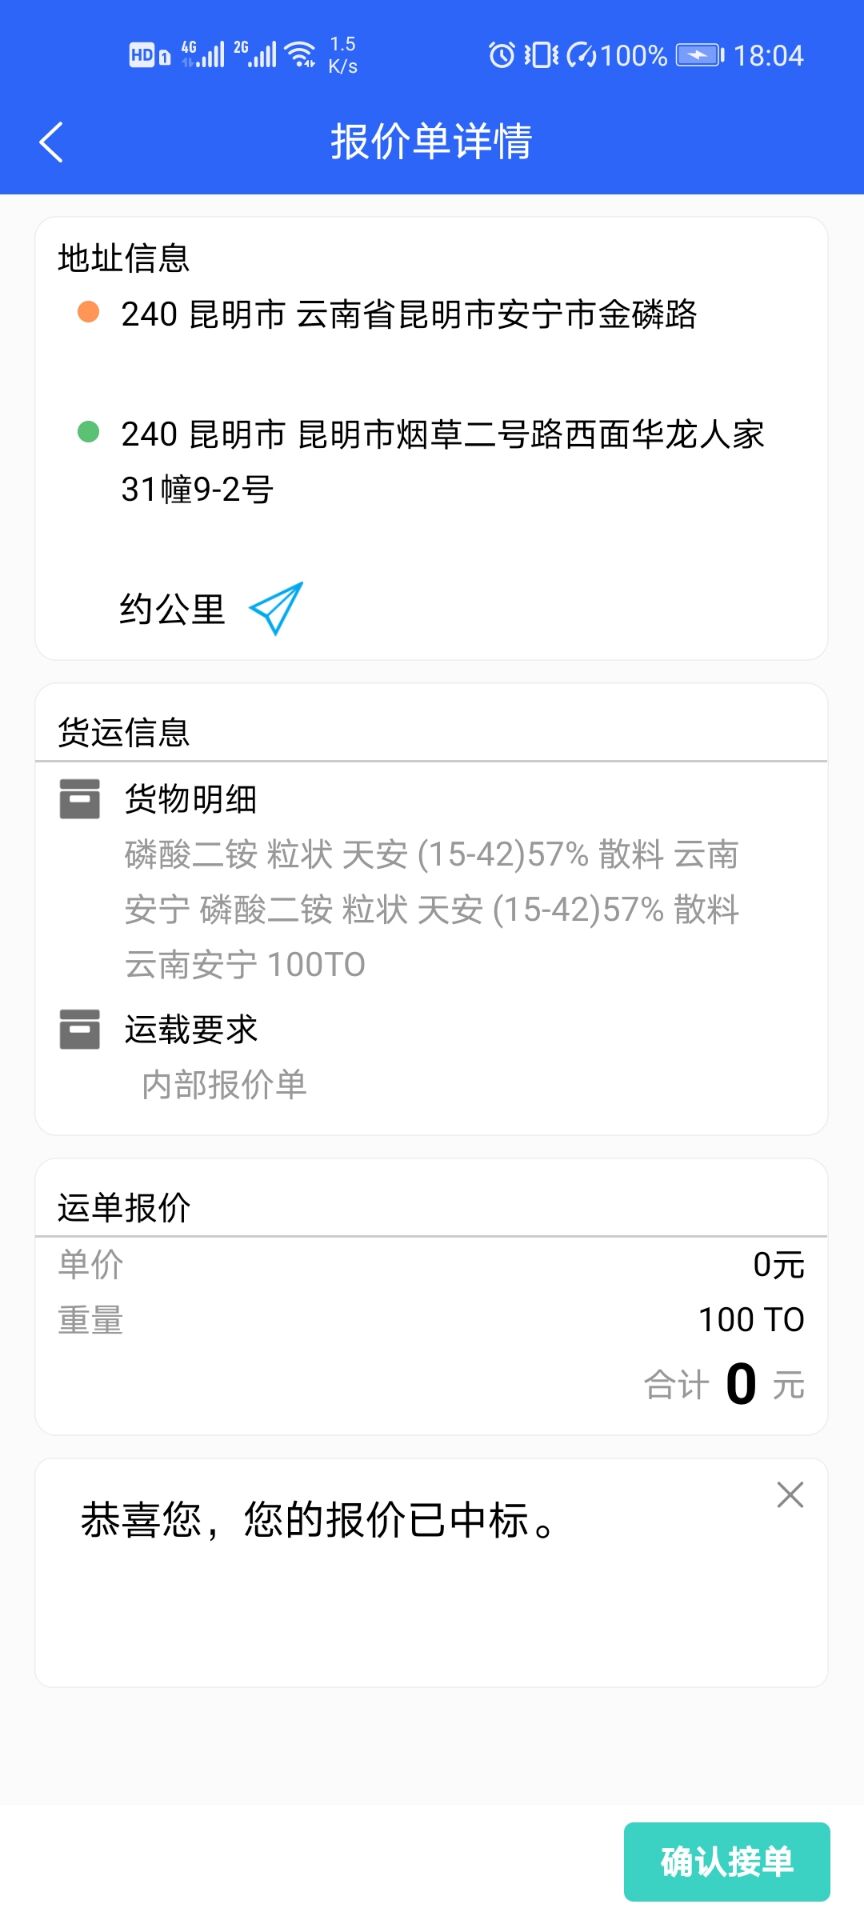 HD 1 4G 2G 1.5 K/s 100% 18:04
报价单详情
地址信息
240 昆明市 云南省昆明市安宁市金磷路
240 昆明市 昆明市烟草二号路西面华龙人家
31幢9-2号
约公里
货运信息
货物明细
磷酸二铵 粒状 天安 (15-42)57% 散料 云南
安宁 磷酸二铵 粒状 天安 (15-42)57% 散料
云南安宁 100TO
运载要求
内部报价单
运单报价
单价 0元
重量 100 TO
合计 0 元
恭喜您，您的报价已中标。
确认接单